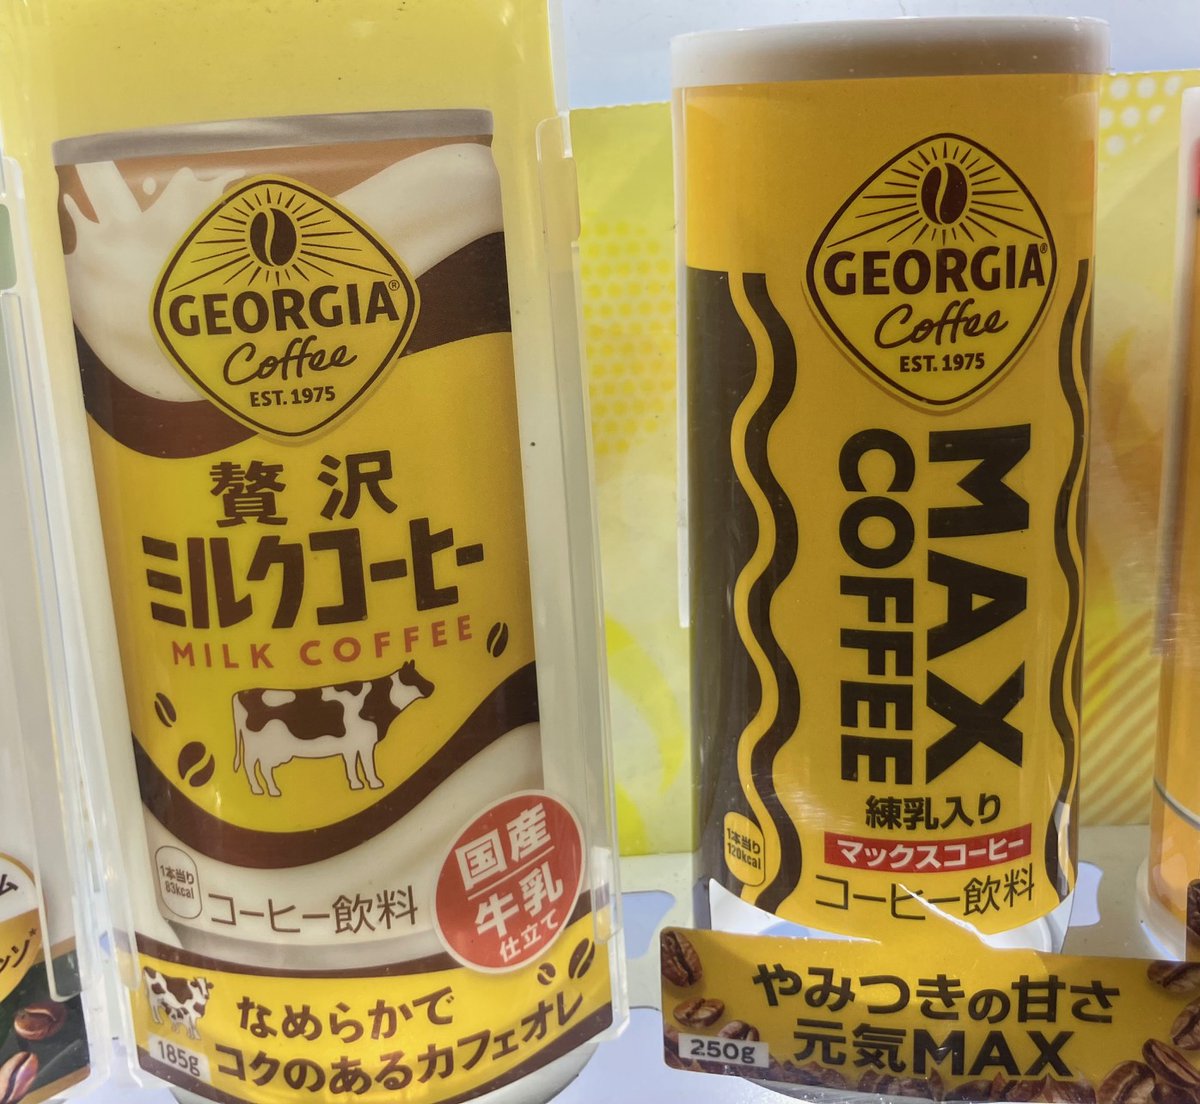 GEORGIA®
Coffee
EST. 1975
贅沢
ミルクコーヒー
MILK COFFEE
国産
牛乳
仕立て
1本当り
83kcal
コーヒー飲料
なめらかで
コクのあるカフェオレ
185g
GEORGIA®
Coffee
EST. 1975
MAX
COFFEE
練乳入り
マックスコーヒー
1本当り
120kcal
コーヒー飲料
やみつきの甘さ
元気MAX
250g